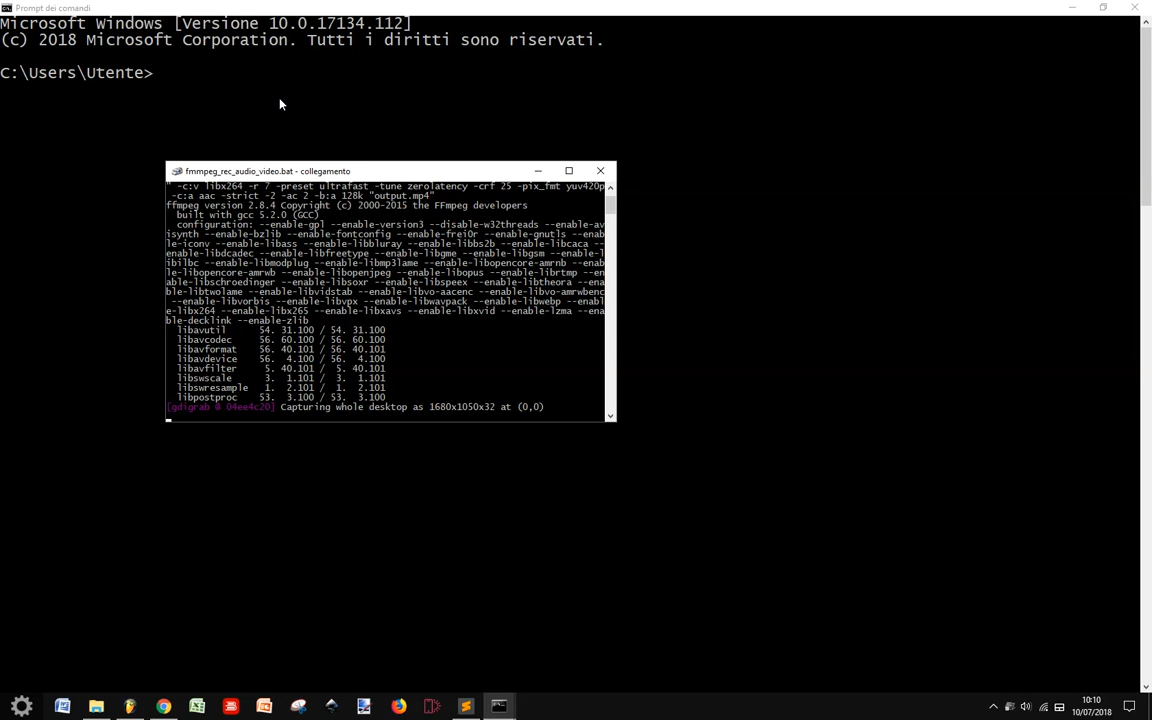 Prompt dei comandi
Microsoft Windows [Versione 10.0.17134.112]
(c) 2018 Microsoft Corporation. Tutti i diritti sono riservati.
C:\Users\Utente>
fmmpeg_rec_audio_video.bat - collegamento
" -c:v libx264 -r 7 -preset ultrafast -tune zerolatency -crf 25 -pix_fmt yuv420p
-c:a aac -strict -2 -ac 2 -b:a 128k "output.mp4"
ffmpeg version 2.8.4 Copyright (c) 2000-2015 the FFmpeg developers
built with gcc 5.2.0 (GCC)
configuration: --enable-gpl --enable-version3 --disable-w32threads --enable-av
isynth --enable-bzlib --enable-fontconfig --enable-frei0r --enable-gnutls --enab
le-iconv --enable-libass --enable-libbluray --enable-libbs2b --enable-libcaca --
enable-libdcadec --enable-libfreetype --enable-libgme --enable-libgsm --enable-l
ibilbc --enable-libmodplug --enable-libmp3lame --enable-libopencore-amrnb --enab
le-libopencore-amrwb --enable-libopenjpeg --enable-libopus --enable-librtmp --en
able-libschroedinger --enable-libsoxr --enable-libspeex --enable-libtheora --ena
ble-libtwolame --enable-libvidstab --enable-libvo-aacenc --enable-libvo-amrwbenc
--enable-libvorbis --enable-libvpx --enable-libwavpack --enable-libwebp --enabl
e-libx264 --enable-libx265 --enable-libxavs --enable-libxvid --enable-lzma --ena
ble-decklink --enable-zlib
libavutil 54. 31.100 / 54. 31.100
libavcodec 56. 60.100 / 56. 60.100
libavformat 56. 40.101 / 56. 40.101
libavdevice 56. 4.100 / 56. 4.100
libavfilter 5. 40.101 / 5. 40.101
libswscale 3. 1.101 / 3. 1.101
libswresample 1. 2.101 / 1. 2.101
libpostproc 53. 3.100 / 53. 3.100
[gdigrab @ 04ee4c20] Capturing whole desktop as 1680x1050x32 at (0,0)
10:10
10/07/2018